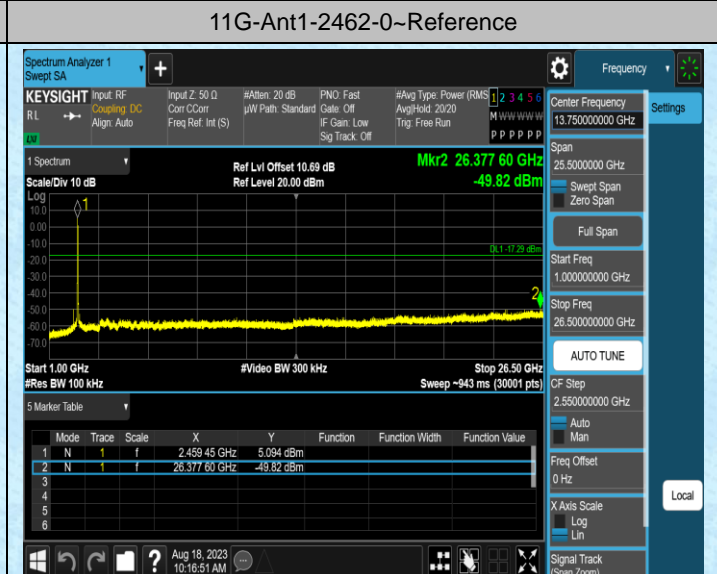 11G-Ant1-2462-0~Reference
Spectrum Analyzer 1
Swept SA
+
Frequency
KEYSIGHT
RL
LW
Input: RF
Coupling: DC
Align: Auto
Input Z: 50 Ω
Corr CCorr
Freq Ref: Int (S)
#Atten: 20 dB
µW Path: Standard
PNO: Fast
Gate: Off
IF Gain: Low
Sig Track: Off
#Avg Type: Power (RMS
Avg|Hold: 20/20
Trig: Free Run
1 2 3 4 5 6
M W W W W W
P P P P P P
1 Spectrum
Scale/Div 10 dB
Ref Lvl Offset 10.69 dB
Ref Level 20.00 dBm
Mkr2 26.377 60 GHz
-49.82 dBm
Log
10.0
0.00
-10.0
-20.0
-30.0
-40.0
-50.0
-60.0
-70.0
1
DL1 -17.29 dBm
2
Start 1.00 GHz
#Res BW 100 kHz
#Video BW 300 kHz
Stop 26.50 GHz
Sweep ~943 ms (30001 pts)
5 Marker Table
Mode Trace Scale X Y Function Function Width Function Value
1 N 1 f 2.459 45 GHz 5.094 dBm
2 N 1 f 26.377 60 GHz -49.82 dBm
3
4
5
6
Aug 18, 2023
10:16:51 AM
?
Center Frequency
13.750000000 GHz
Settings
Span
25.5000000 GHz
Swept Span
Zero Span
Full Span
Start Freq
1.000000000 GHz
Stop Freq
26.500000000 GHz
AUTO TUNE
CF Step
2.550000000 GHz
Auto
Man
Freq Offset
0 Hz
X Axis Scale
Log
Lin
Signal Track
(Span Zoom)
Local